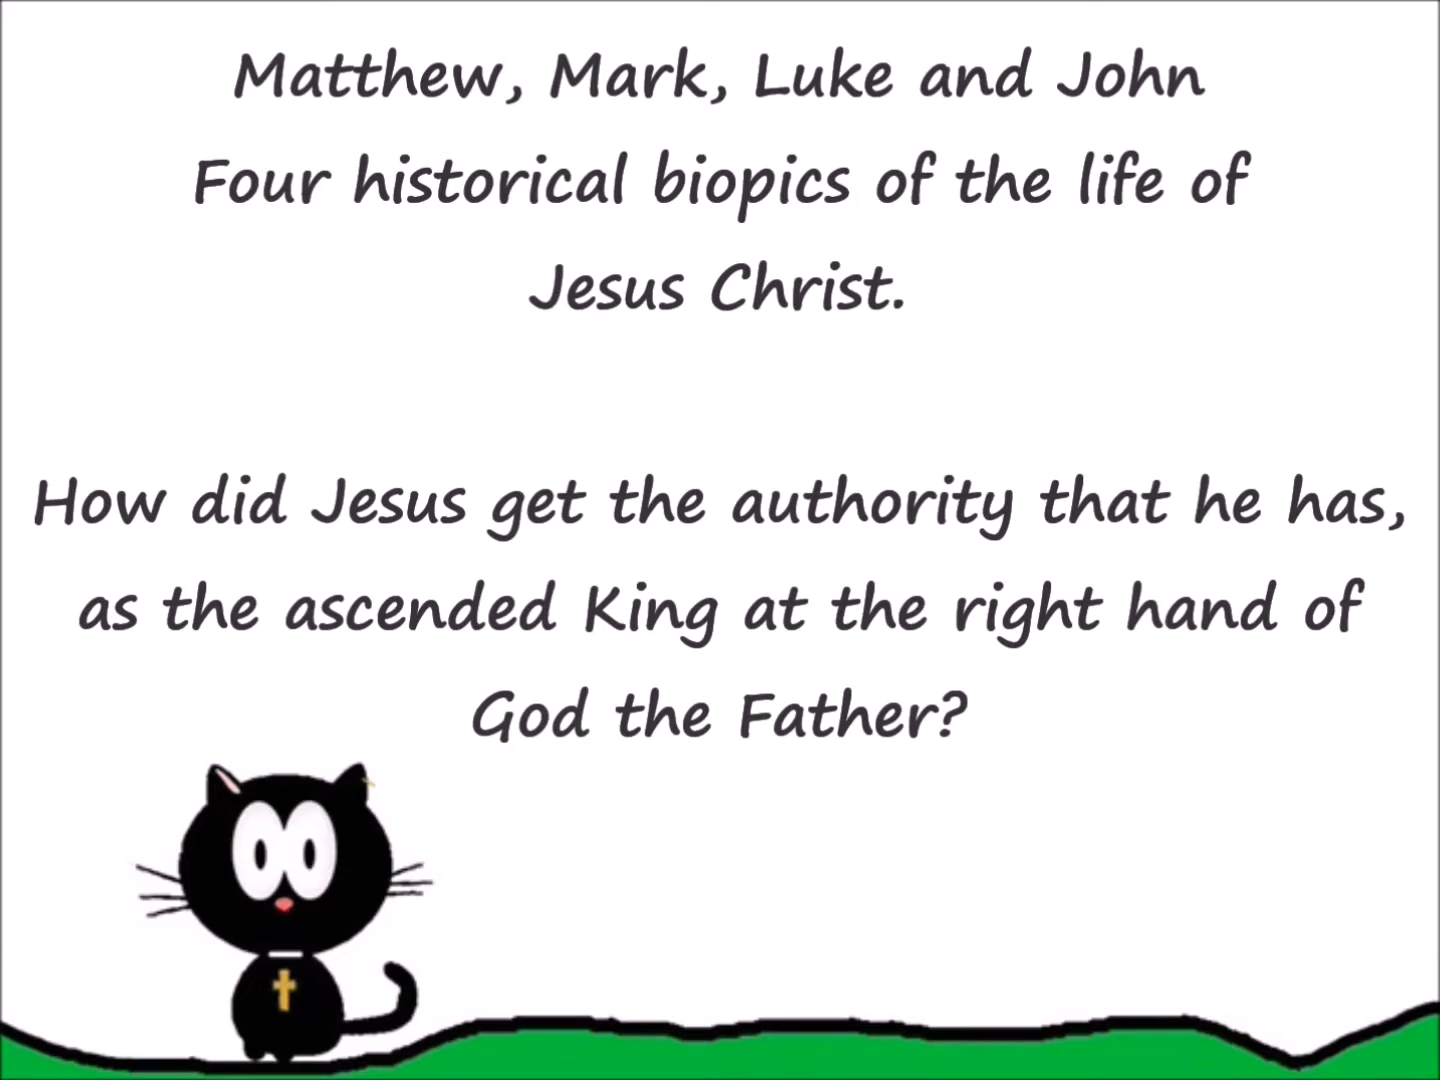 Matthew, Mark, Luke and John
Four historical biopics of the life of
Jesus Christ.
How did Jesus get the authority that he has,
as the ascended King at the right hand of
God the Father?